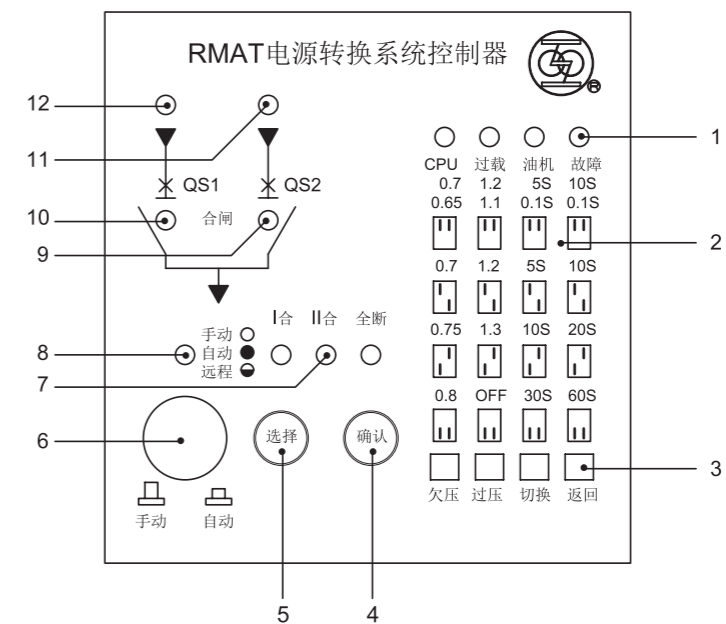 RMAT电源转换系统控制器
®
12
11
QS1
QS2
10
合闸
9
1
CPU 过载 油机 故障
0.7 1.2 5S 10S
0.65 1.1 0.1S 0.1S
2
0.7 1.2 5S 10S
0.75 1.3 10S 20S
0.8 OFF 30S 60S
3
欠压 过压 切换 返回
I合 II合 全断
8
手动
自动
远程
7
6
选择
确认
手动
自动
5
4